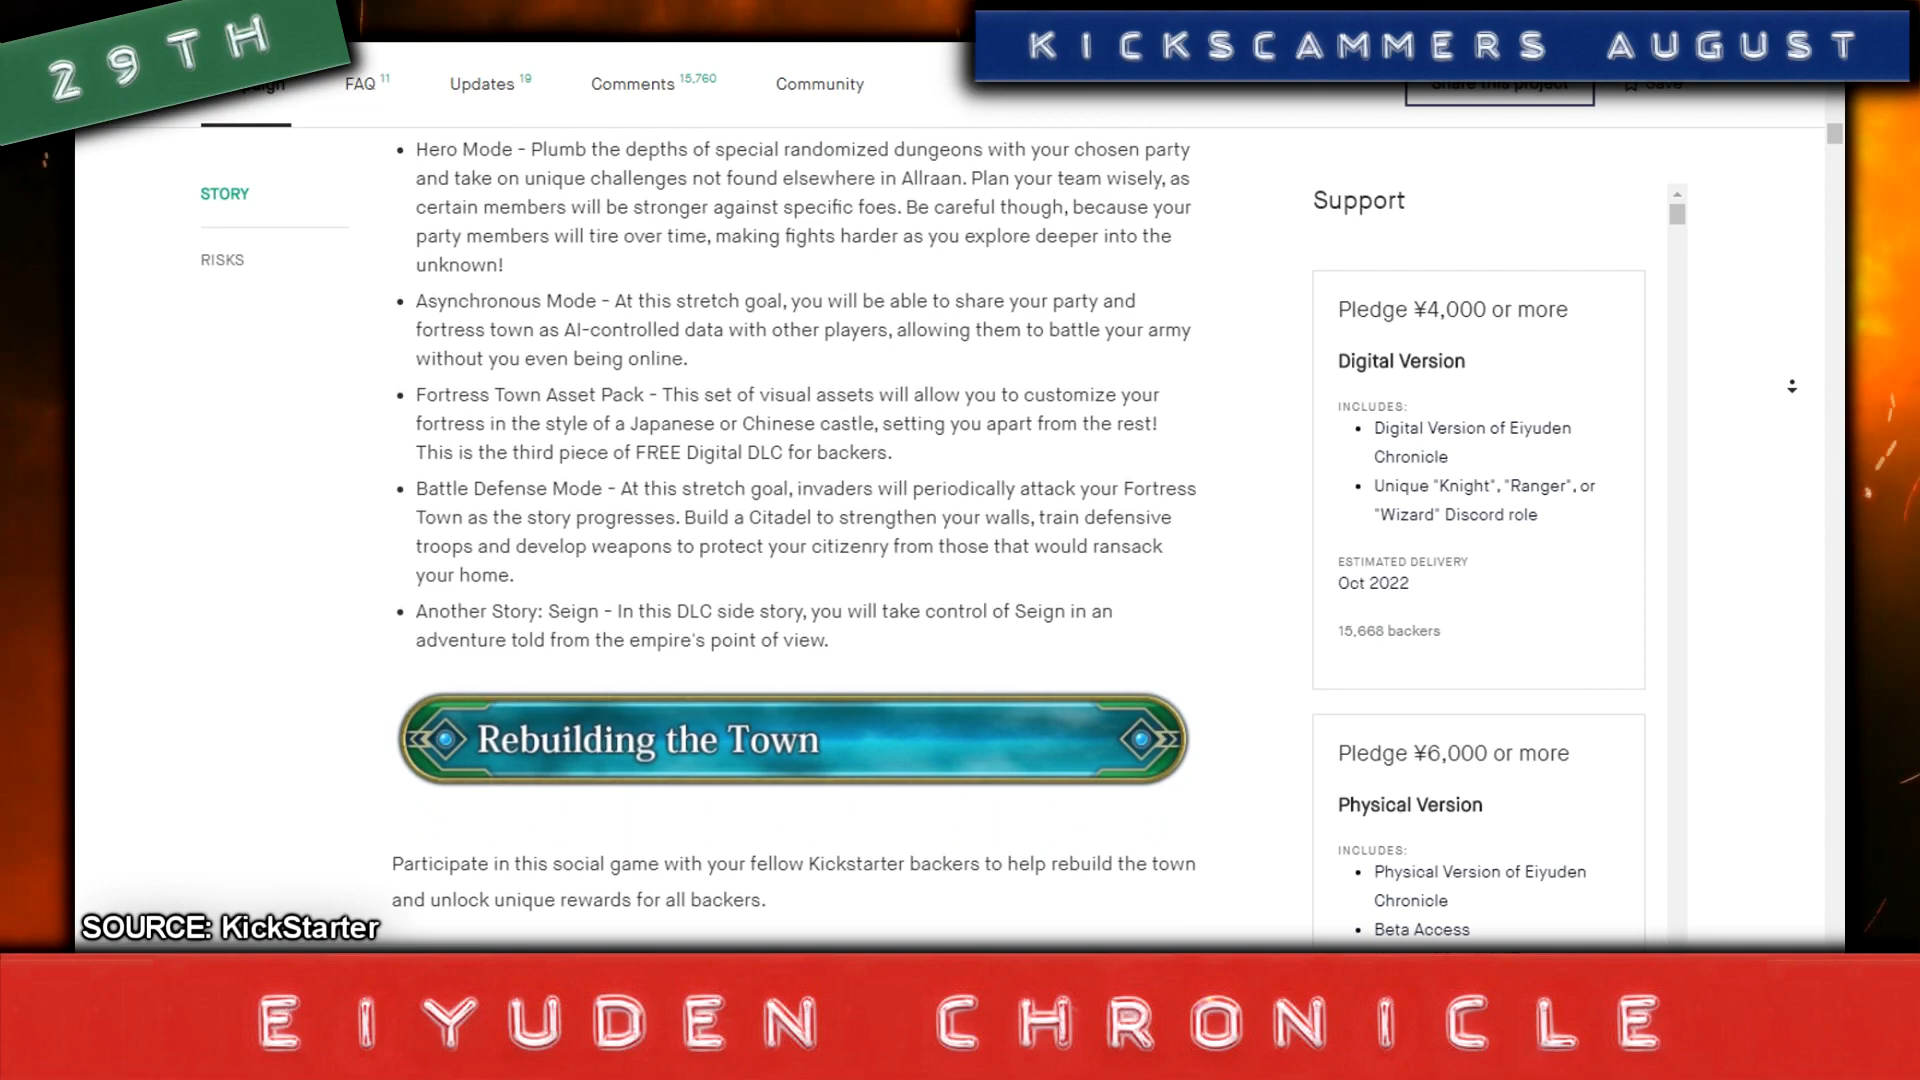 29TH
KICKSCAMMERS AUGUST
FAQ 11
Updates 19
Comments 15,760
Community
Share this project
Save
STORY
RISKS
Hero Mode - Plumb the depths of special randomized dungeons with your chosen party
and take on unique challenges not found elsewhere in Allraan. Plan your team wisely, as
certain members will be stronger against specific foes. Be careful though, because your
party members will tire over time, making fights harder as you explore deeper into the
unknown!
Asynchronous Mode - At this stretch goal, you will be able to share your party and
fortress town as AI-controlled data with other players, allowing them to battle your army
without you even being online.
Fortress Town Asset Pack - This set of visual assets will allow you to customize your
fortress in the style of a Japanese or Chinese castle, setting you apart from the rest!
This is the third piece of FREE Digital DLC for backers.
Battle Defense Mode - At this stretch goal, invaders will periodically attack your Fortress
Town as the story progresses. Build a Citadel to strengthen your walls, train defensive
troops and develop weapons to protect your citizenry from those that would ransack
your home.
Another Story: Seign - In this DLC side story, you will take control of Seign in an
adventure told from the empire's point of view.
Rebuilding the Town
Participate in this social game with your fellow Kickstarter backers to help rebuild the town
and unlock unique rewards for all backers.
Support
Pledge ¥4,000 or more
Digital Version
INCLUDES:
Digital Version of Eiyuden
Chronicle
Unique "Knight", "Ranger", or
"Wizard" Discord role
ESTIMATED DELIVERY
Oct 2022
15,668 backers
Pledge ¥6,000 or more
Physical Version
INCLUDES:
Physical Version of Eiyuden
Chronicle
Beta Access
SOURCE: KickStarter
EIYUDEN CHRONICLE